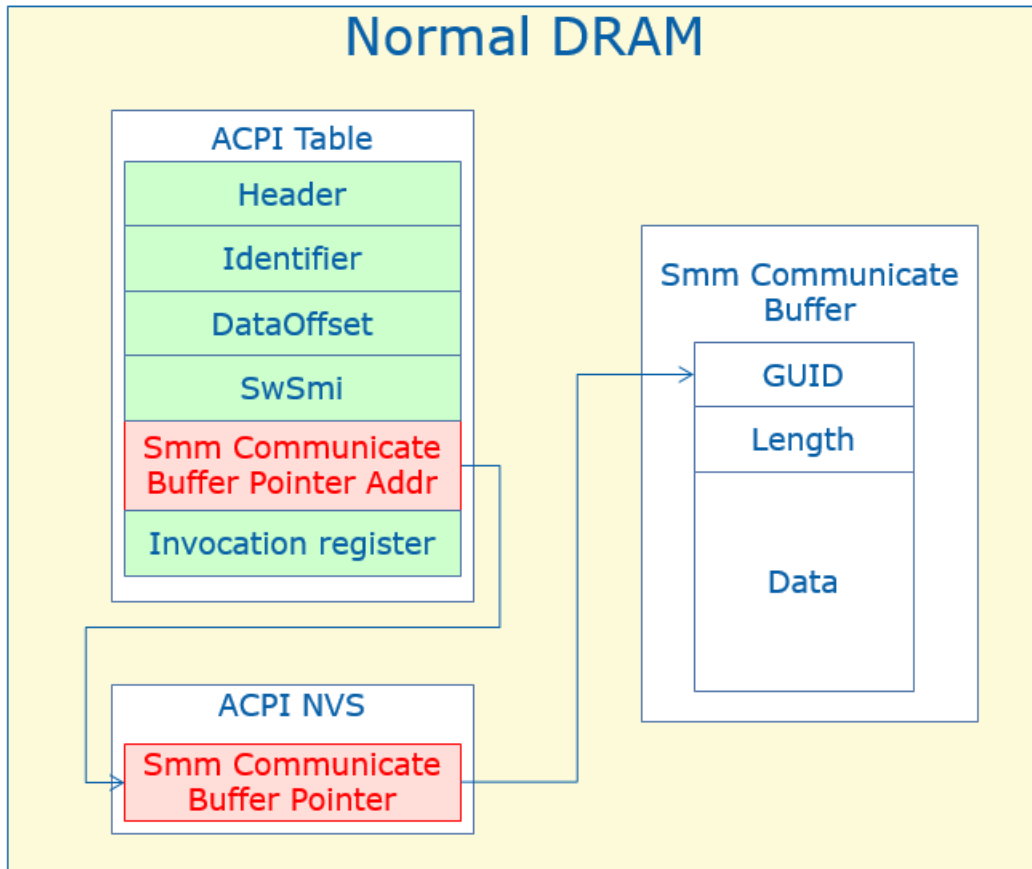 Normal DRAM
ACPI Table
Header
Identifier
DataOffset
SwSmi
Smm Communicate
Buffer Pointer Addr
Invocation register
ACPI NVS
Smm Communicate
Buffer Pointer
Smm Communicate
Buffer
GUID
Length
Data